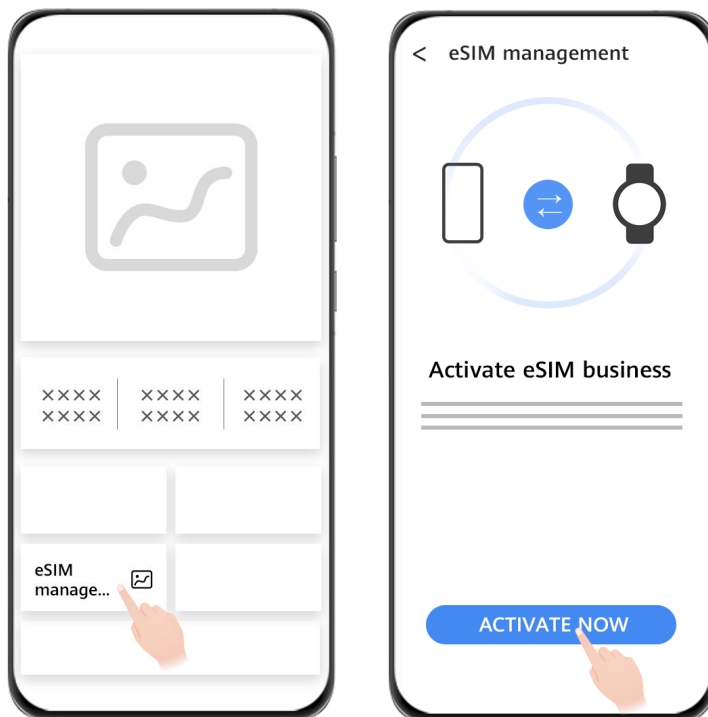 ×××× ×××× ××××
×××× ×××× ××××
eSIM
manage...
< eSIM management
Activate eSIM business
ACTIVATE NOW